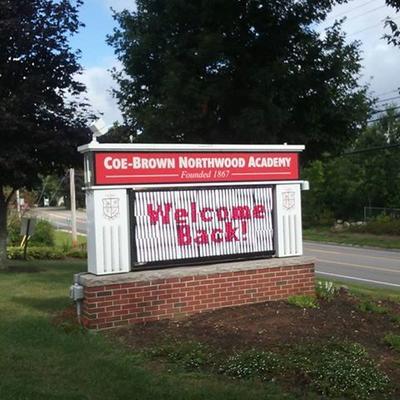 COE-BROWN NORTHWOOD ACADEMY
Founded 1867
Welcome
Back!